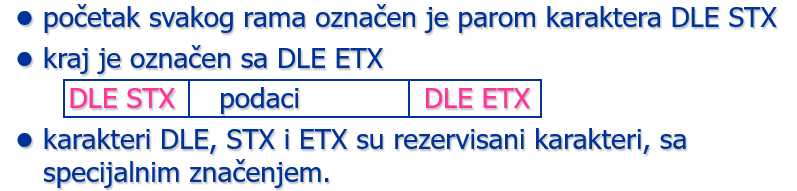 • početak svakog rama označen je parom karaktera DLE STX
• kraj je označen sa DLE ETX
DLE STX podaci DLE ETX
• karakteri DLE, STX i ETX su rezervisani karakteri, sa
specijalnim značenjem.